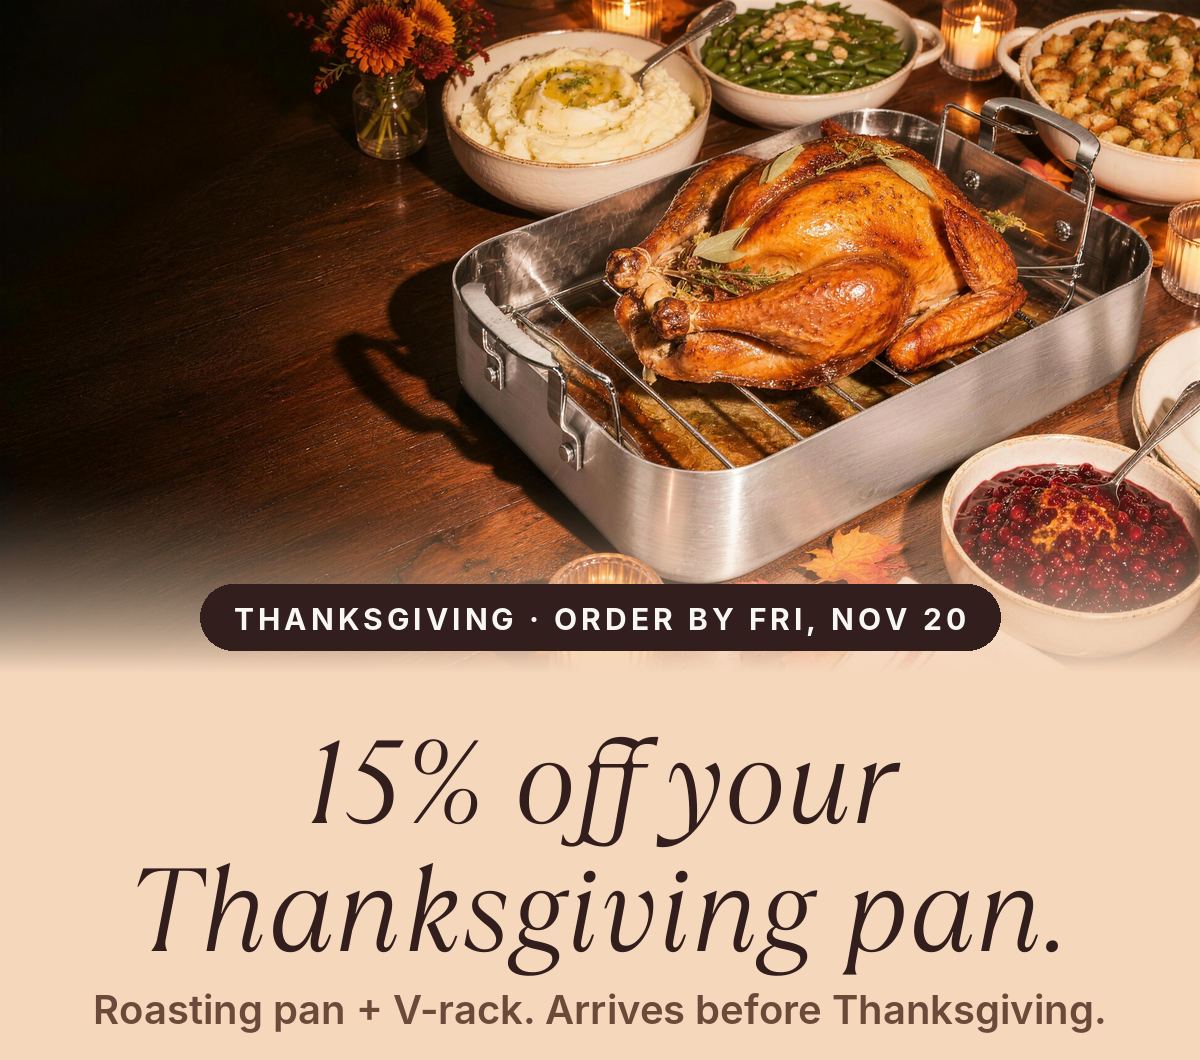 THANKSGIVING · ORDER BY FRI, NOV 20
15% off your
Thanksgiving pan.
Roasting pan + V-rack. Arrives before Thanksgiving.